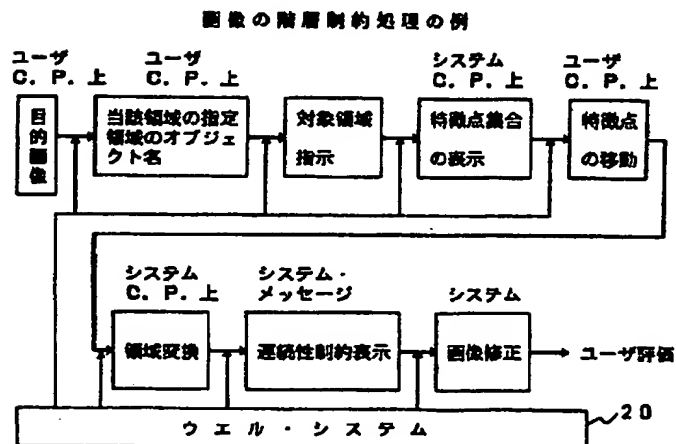 画像の階層制約処理の例
ユーザ
C. P. 上
ユーザ
C. P. 上
システム
C. P. 上
ユーザ
C. P. 上
目的画像
当該領域の指定
領域のオブジェ
クト名
対象領域
指示
特徴点集合
の表示
特徴点
の移動
システム
C. P. 上
システム・
メッセージ
システム
領域変換
連続性制約表示
画像修正
ユーザ評価
ウエル・システム
20